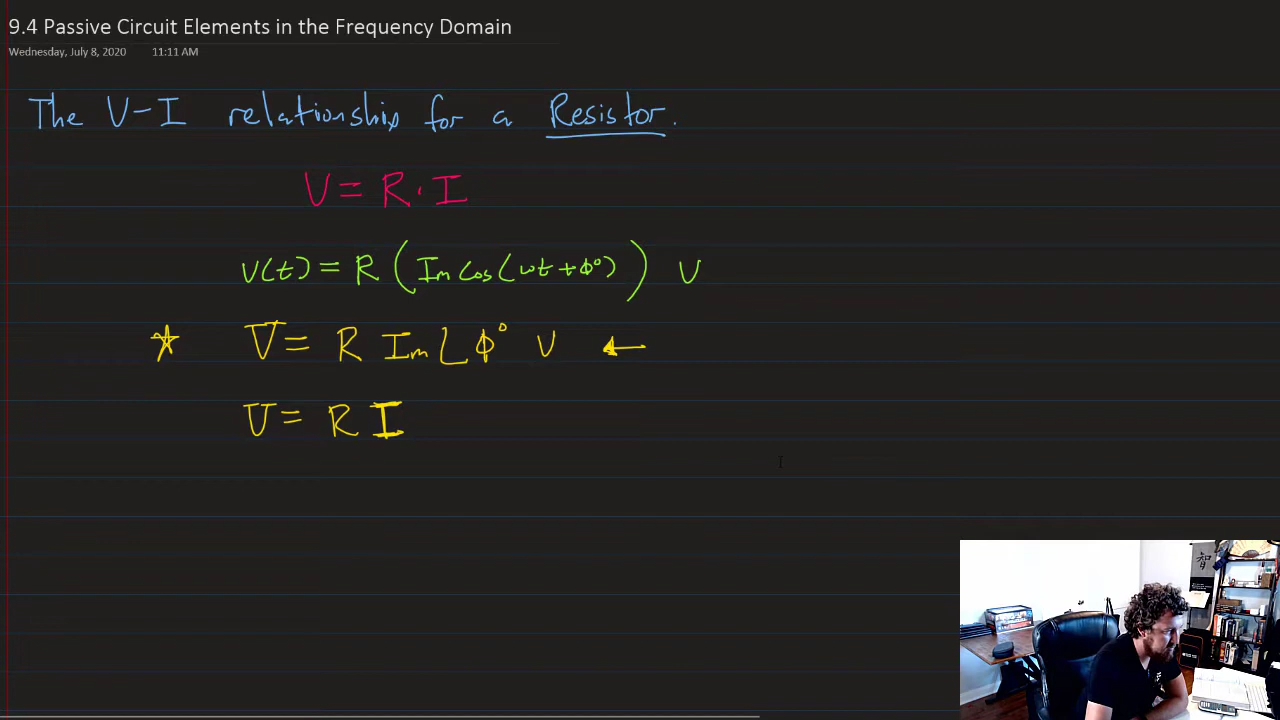 9.4 Passive Circuit Elements in the Frequency Domain
Wednesday, July 8, 2020 11:11 AM
The V-I relationship for a Resistor.
V = R · I
v(t) = R (Im Cos(ωt + ϕ°)) V
☆ V = R Im∠ϕ° V ←
V = R I
智